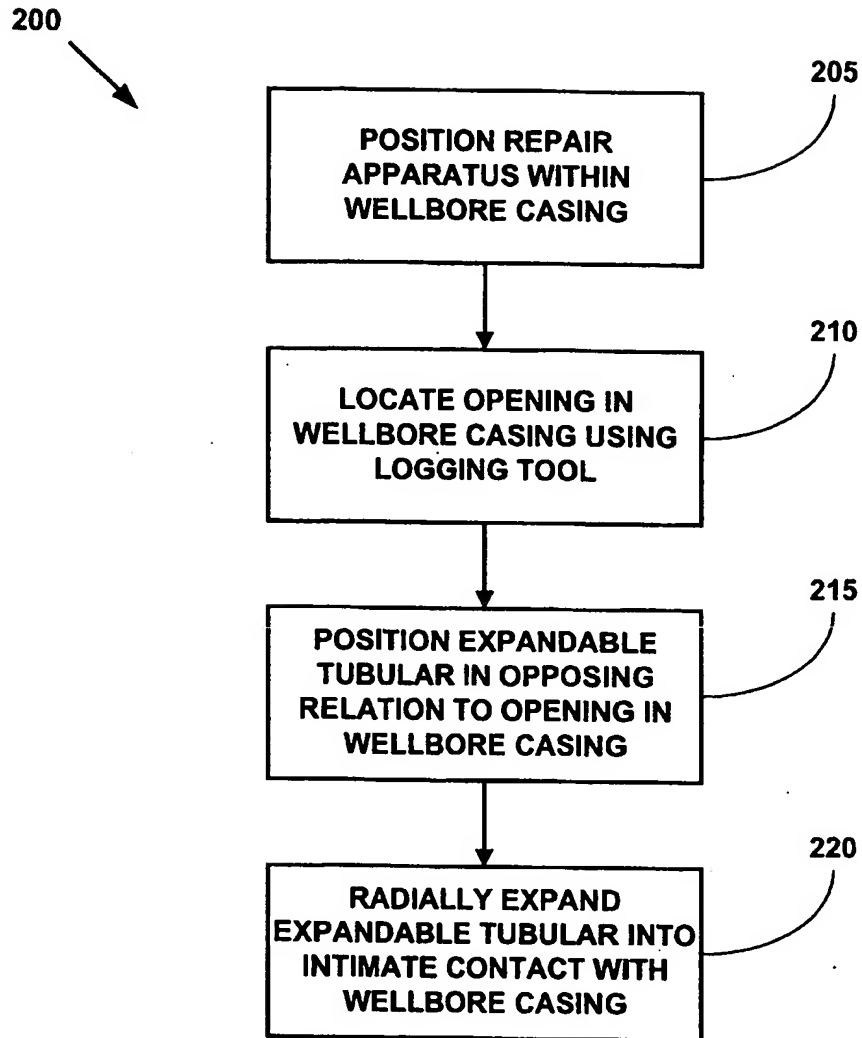 200
205
POSITION REPAIR
APPARATUS WITHIN
WELLBORE CASING
210
LOCATE OPENING IN
WELLBORE CASING USING
LOGGING TOOL
215
POSITION EXPANDABLE
TUBULAR IN OPPOSING
RELATION TO OPENING IN
WELLBORE CASING
220
RADIALLY EXPAND
EXPANDABLE TUBULAR INTO
INTIMATE CONTACT WITH
WELLBORE CASING